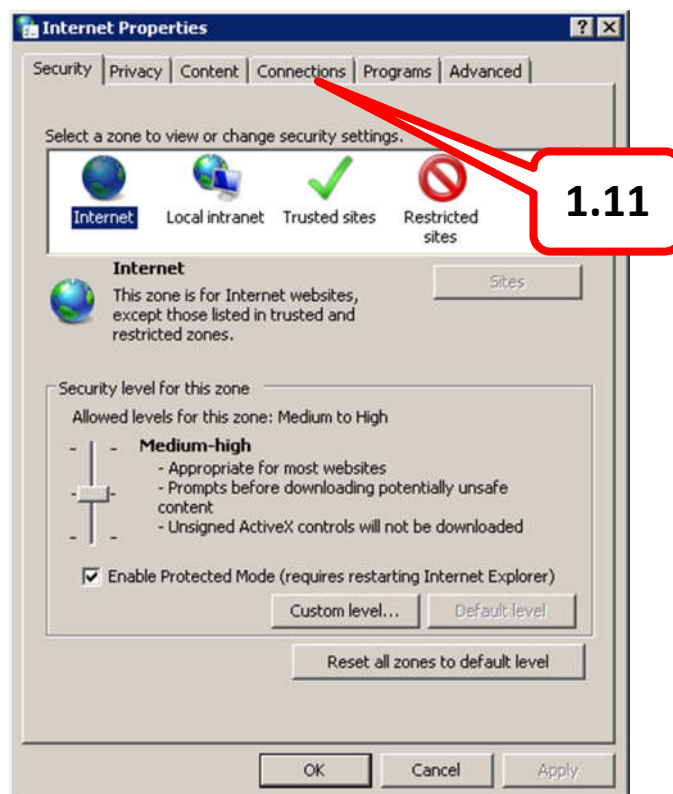 Internet Properties
Security Privacy Content Connections Programs Advanced
Select a zone to view or change security settings.
Internet Local intranet Trusted sites Restricted sites
1.11
Internet
Sites
This zone is for Internet websites,
except those listed in trusted and
restricted zones.
Security level for this zone
Allowed levels for this zone: Medium to High
Medium-high
- Appropriate for most websites
- Prompts before downloading potentially unsafe
content
- Unsigned ActiveX controls will not be downloaded
Enable Protected Mode (requires restarting Internet Explorer)
Custom level... Default level
Reset all zones to default level
OK Cancel Apply